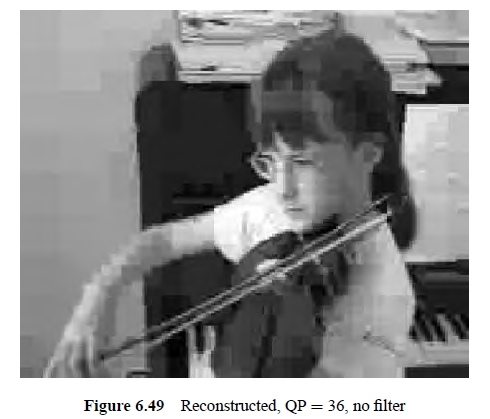 Figure 6.49 Reconstructed, QP = 36, no filter